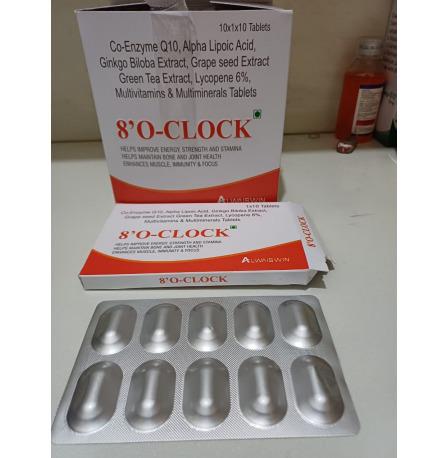 10x1x10 Tablets
Co-Enzyme Q10, Alpha Lipoic Acid,
Ginkgo Biloba Extract, Grape seed Extract
Green Tea Extract, Lycopene 6%,
Multivitamins & Multiminerals Tablets
8'O-CLOCK
HELPS IMPROVE ENERGY, STRENGTH AND STAMINA
HELPS MAINTAIN BONE AND JOINT HEALTH
ENHANCES MUSCLE, IMMUNITY & FOCUS
ALWAISWIN
1x10 Tablets
Co-Enzyme Q10, Alpha Lipoic Acid, Ginkgo Biloba Extract,
Grape seed Extract Green Tea Extract, Lycopene 6%,
Multivitamins & Multiminerals Tablets
8'O-CLOCK
HELPS IMPROVE ENERGY, STRENGTH AND STAMINA
HELPS MAINTAIN BONE AND JOINT HEALTH
ENHANCES MUSCLE, IMMUNITY & FOCUS
ALWAISWIN
8'O-CLOCK